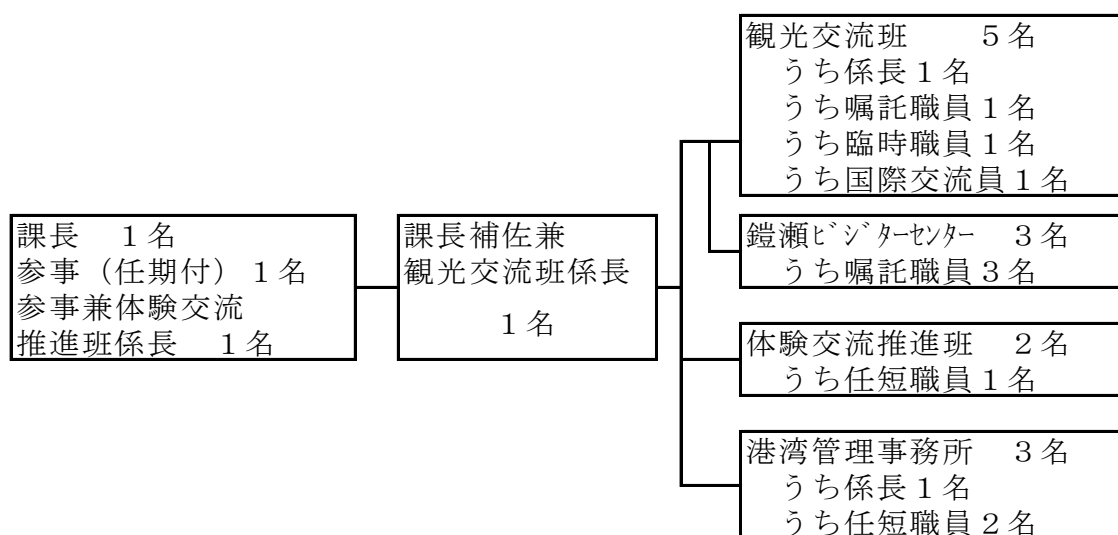 課長　１名
参事（任期付）１名
参事兼体験交流
推進班係長　１名
課長補佐兼
観光交流班係長
１名
観光交流班　　５名
うち係長１名
うち嘱託職員１名
うち臨時職員１名
うち国際交流員１名
鐙瀬ﾋﾞｼﾞﾀｰｾﾝﾀｰ　３名
うち嘱託職員３名
体験交流推進班　２名
うち任短職員１名
港湾管理事務所　３名
うち係長１名
うち任短職員２名